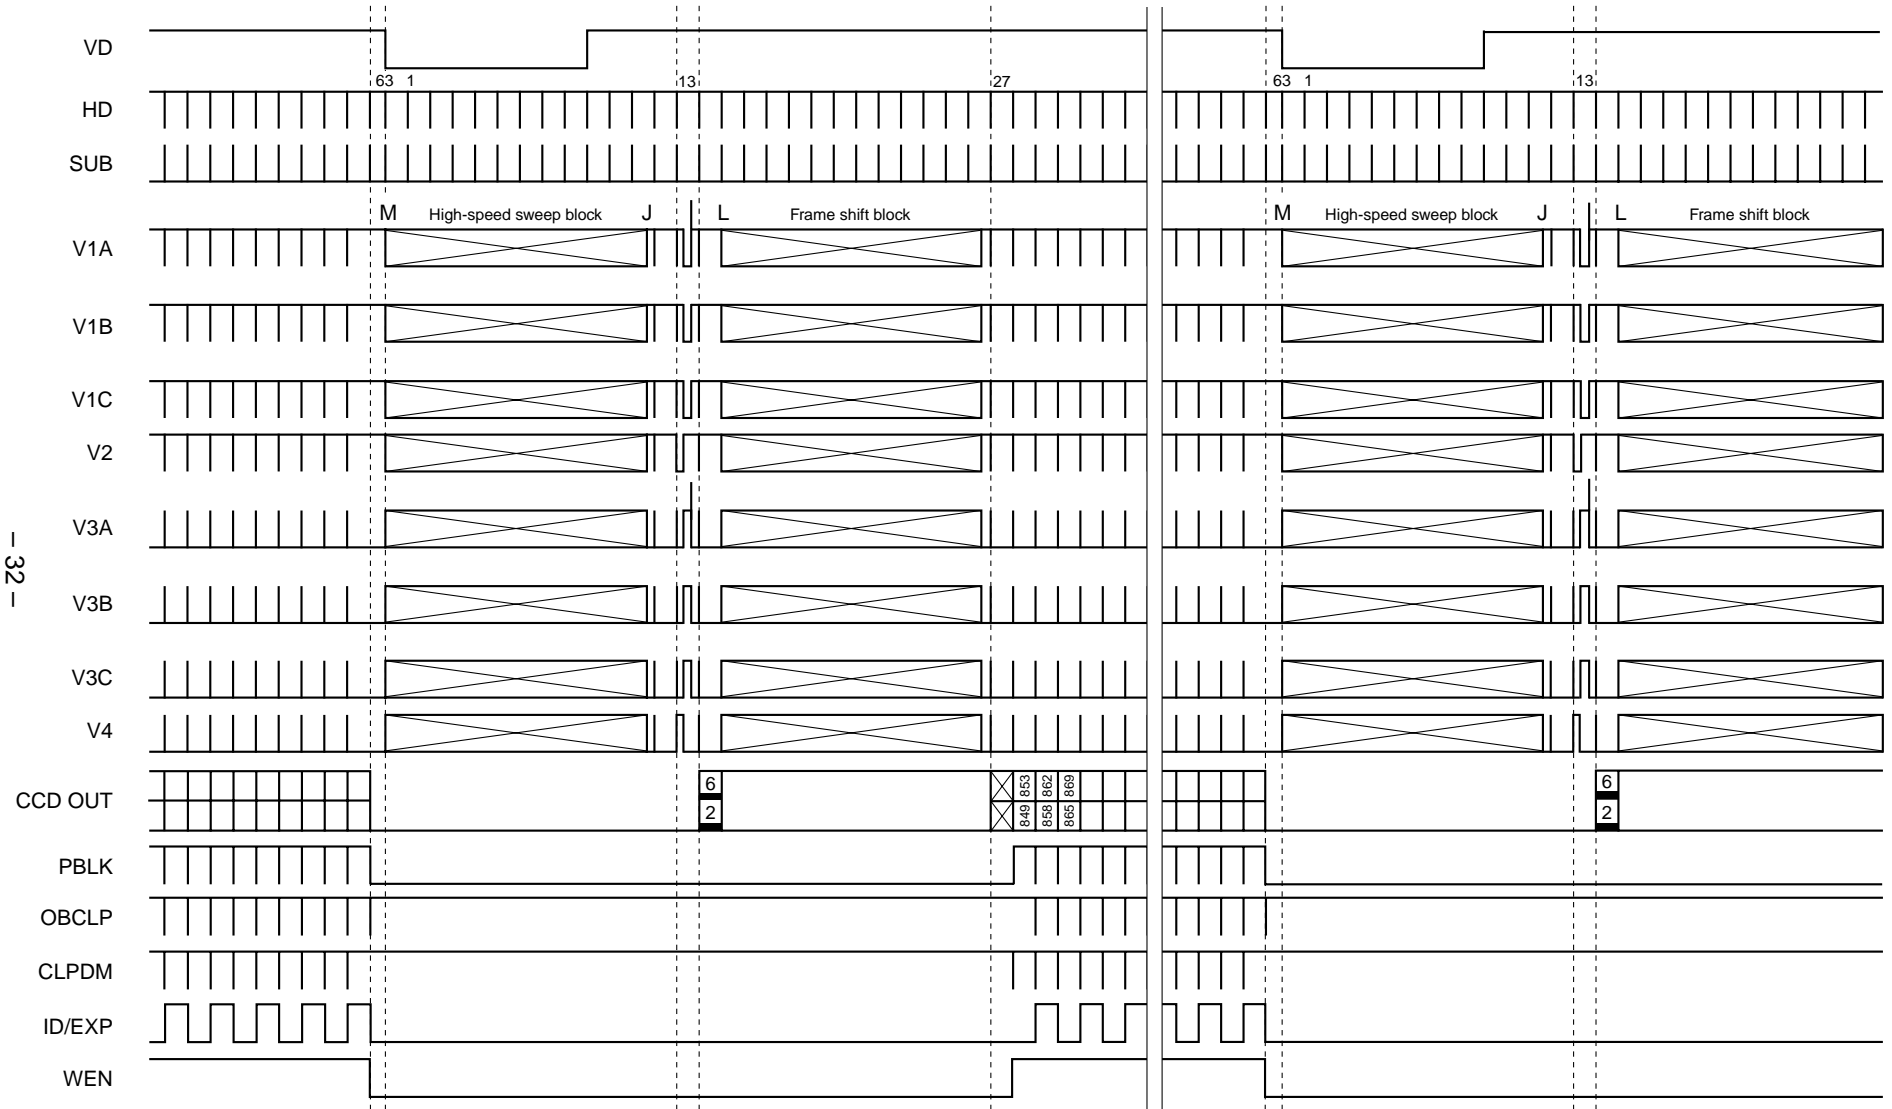 VD
63 1 13 27 63 1 13
HD
SUB
M High-speed sweep block J L Frame shift block M High-speed sweep block J L Frame shift block
V1A
V1B
V1C
V2
V3A
– 32 –
V3B
V3C
V4
6 853 862 869 6
CCD OUT
2 849 858 865 2
PBLK
OBCLP
CLPDM
ID/EXP
WEN